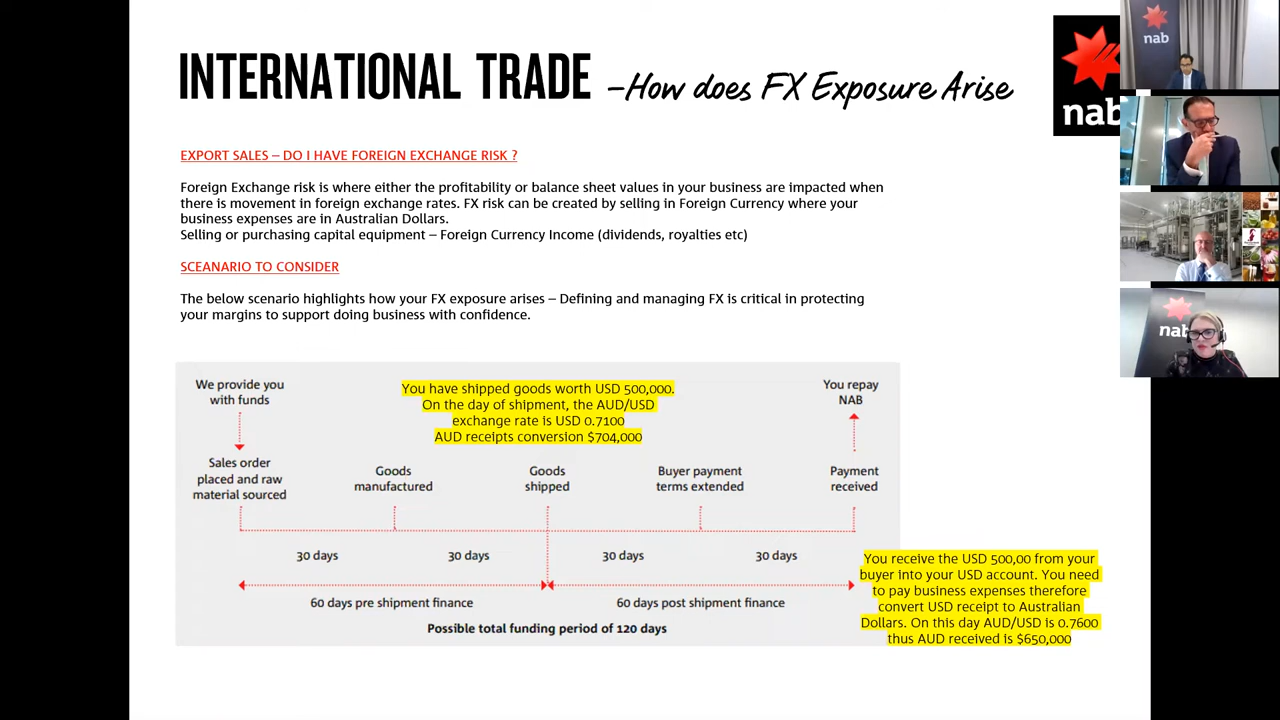 INTERNATIONAL TRADE –How does FX Exposure Arise
nab
nab
nab
EXPORT SALES – DO I HAVE FOREIGN EXCHANGE RISK ?
Foreign Exchange risk is where either the profitability or balance sheet values in your business are impacted when
there is movement in foreign exchange rates. FX risk can be created by selling in Foreign Currency where your
business expenses are in Australian Dollars.
Selling or purchasing capital equipment – Foreign Currency Income (dividends, royalties etc)
SCEANARIO TO CONSIDER
The below scenario highlights how your FX exposure arises – Defining and managing FX is critical in protecting
your margins to support doing business with confidence.
We provide you
with funds
You have shipped goods worth USD 500,000.
On the day of shipment, the AUD/USD
exchange rate is USD 0.7100
AUD receipts conversion $704,000
You repay
NAB
Sales order
placed and raw
material sourced
Goods
manufactured
Goods
shipped
Buyer payment
terms extended
Payment
received
30 days
30 days
30 days
30 days
60 days pre shipment finance
60 days post shipment finance
Possible total funding period of 120 days
You receive the USD 500,00 from your
buyer into your USD account. You need
to pay business expenses therefore
convert USD receipt to Australian
Dollars. On this day AUD/USD is 0.7600
thus AUD received is $650,000